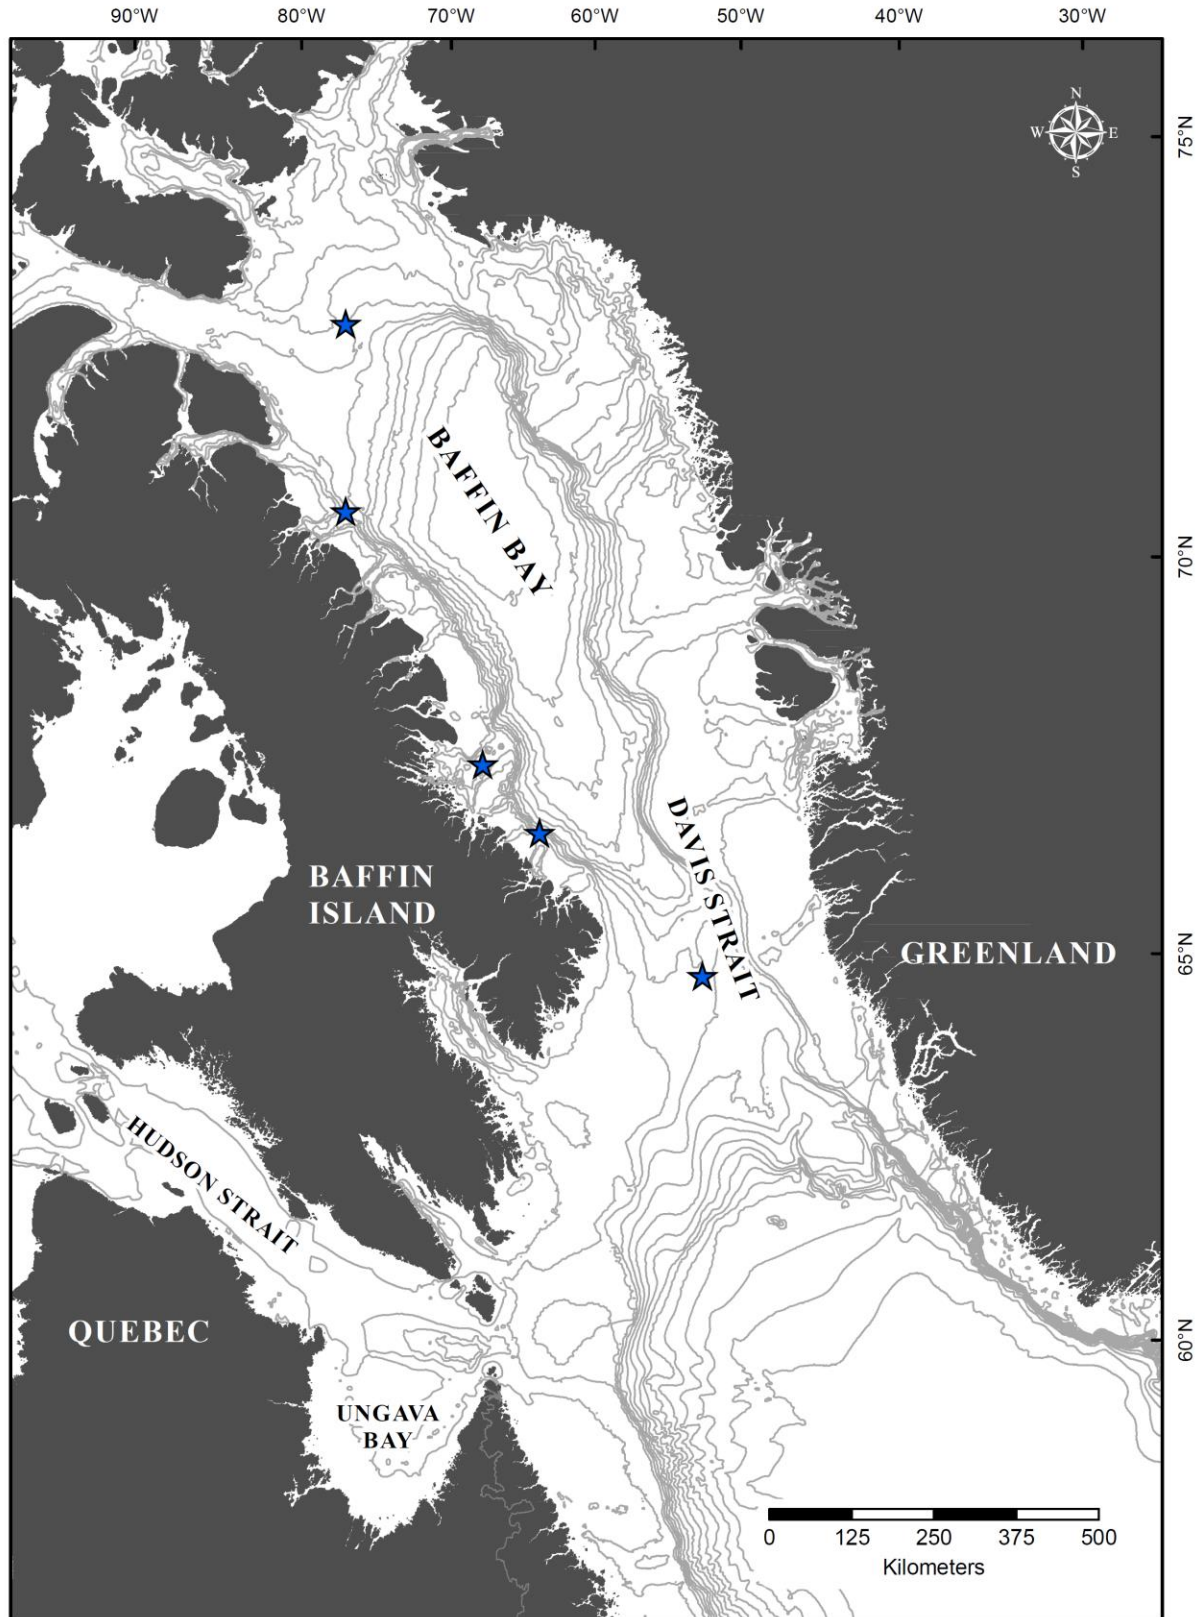 90°W 80°W 70°W 60°W 50°W 40°W 30°W
N
W E
S
75°N
BAFFIN BAY
70°N
DAVIS STRAIT
BAFFIN
ISLAND
GREENLAND
65°N
HUDSON STRAIT
QUEBEC
60°N
UNGAVA
BAY
0 125 250 375 500
Kilometers